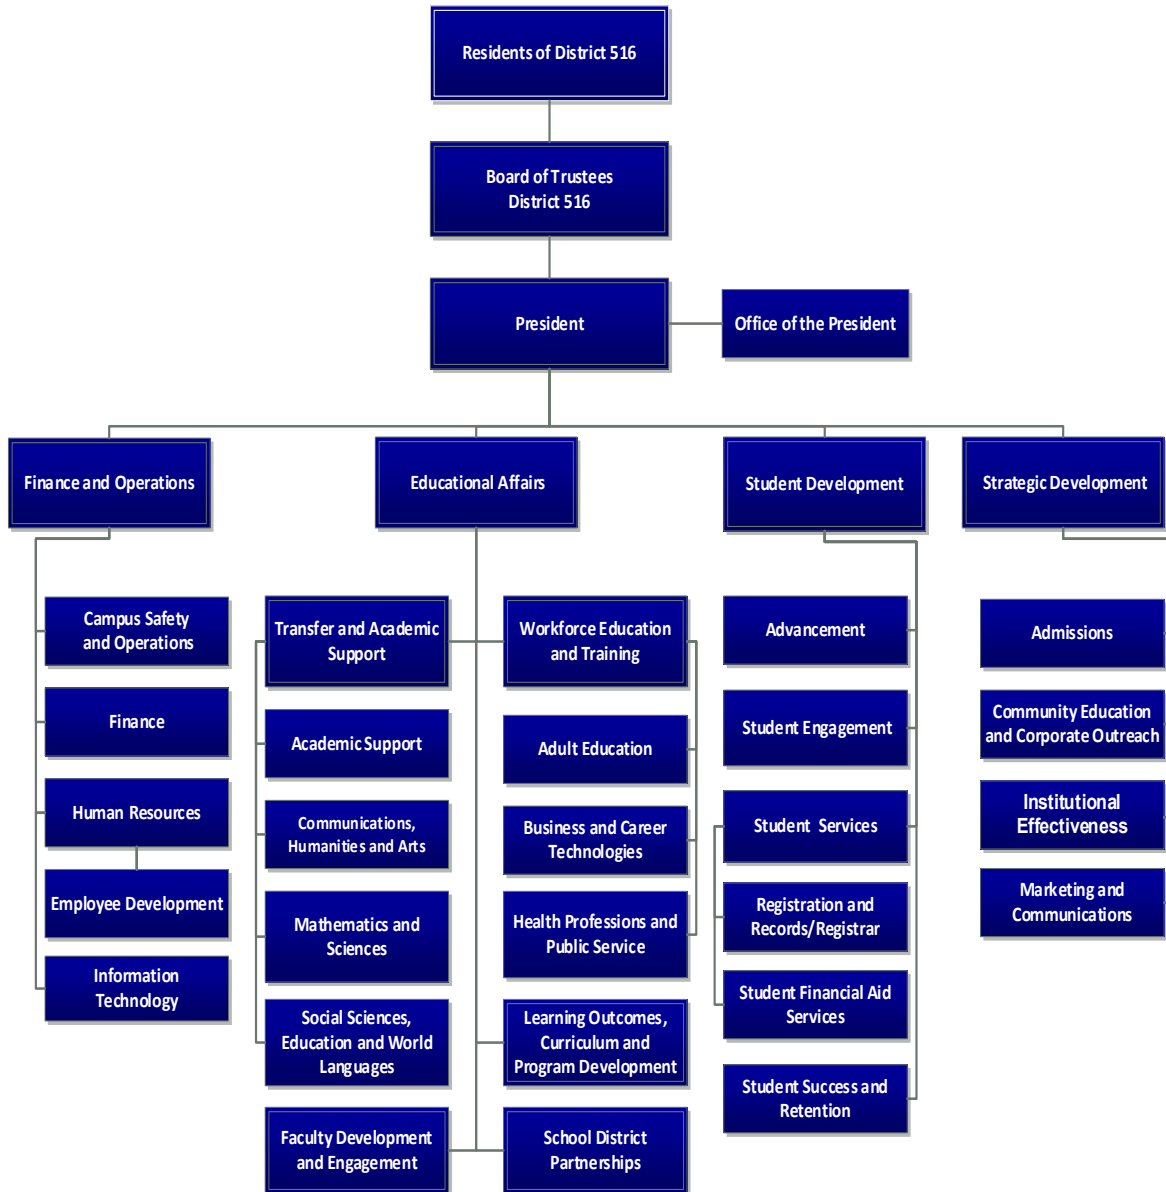 Residents of District 516
Board of Trustees
District 516
President
Office of the President
Finance and Operations
Educational Affairs
Student Development
Strategic Development
Campus Safety
and Operations
Finance
Human Resources
Employee Development
Information
Technology
Transfer and Academic
Support
Academic Support
Communications,
Humanities and Arts
Mathematics and
Sciences
Social Sciences,
Education and World
Languages
Faculty Development
and Engagement
Workforce Education
and Training
Adult Education
Business and Career
Technologies
Health Professions and
Public Service
Learning Outcomes,
Curriculum and
Program Development
School District
Partnerships
Advancement
Student Engagement
Student Services
Registration and
Records/Registrar
Student Financial Aid
Services
Student Success and
Retention
Admissions
Community Education
and Corporate Outreach
Institutional
Effectiveness
Marketing and
Communications